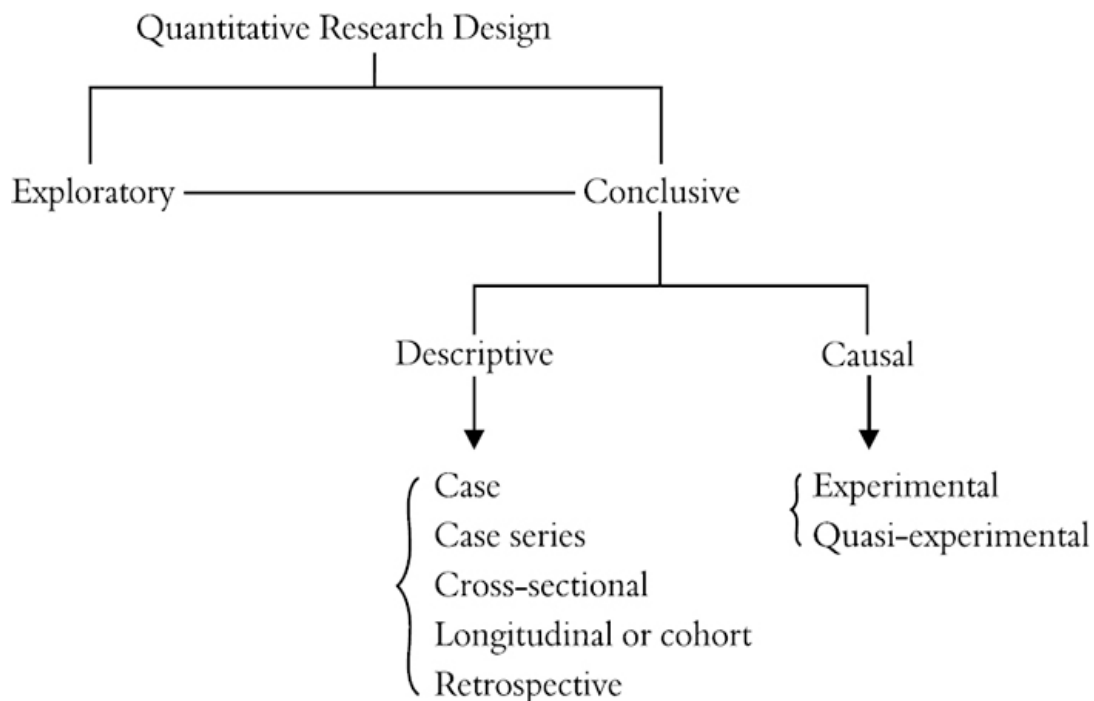 Quantitative Research Design
Exploratory
Conclusive
Descriptive
Causal
Case
Case series
Cross-sectional
Longitudinal or cohort
Retrospective
Experimental
Quasi-experimental